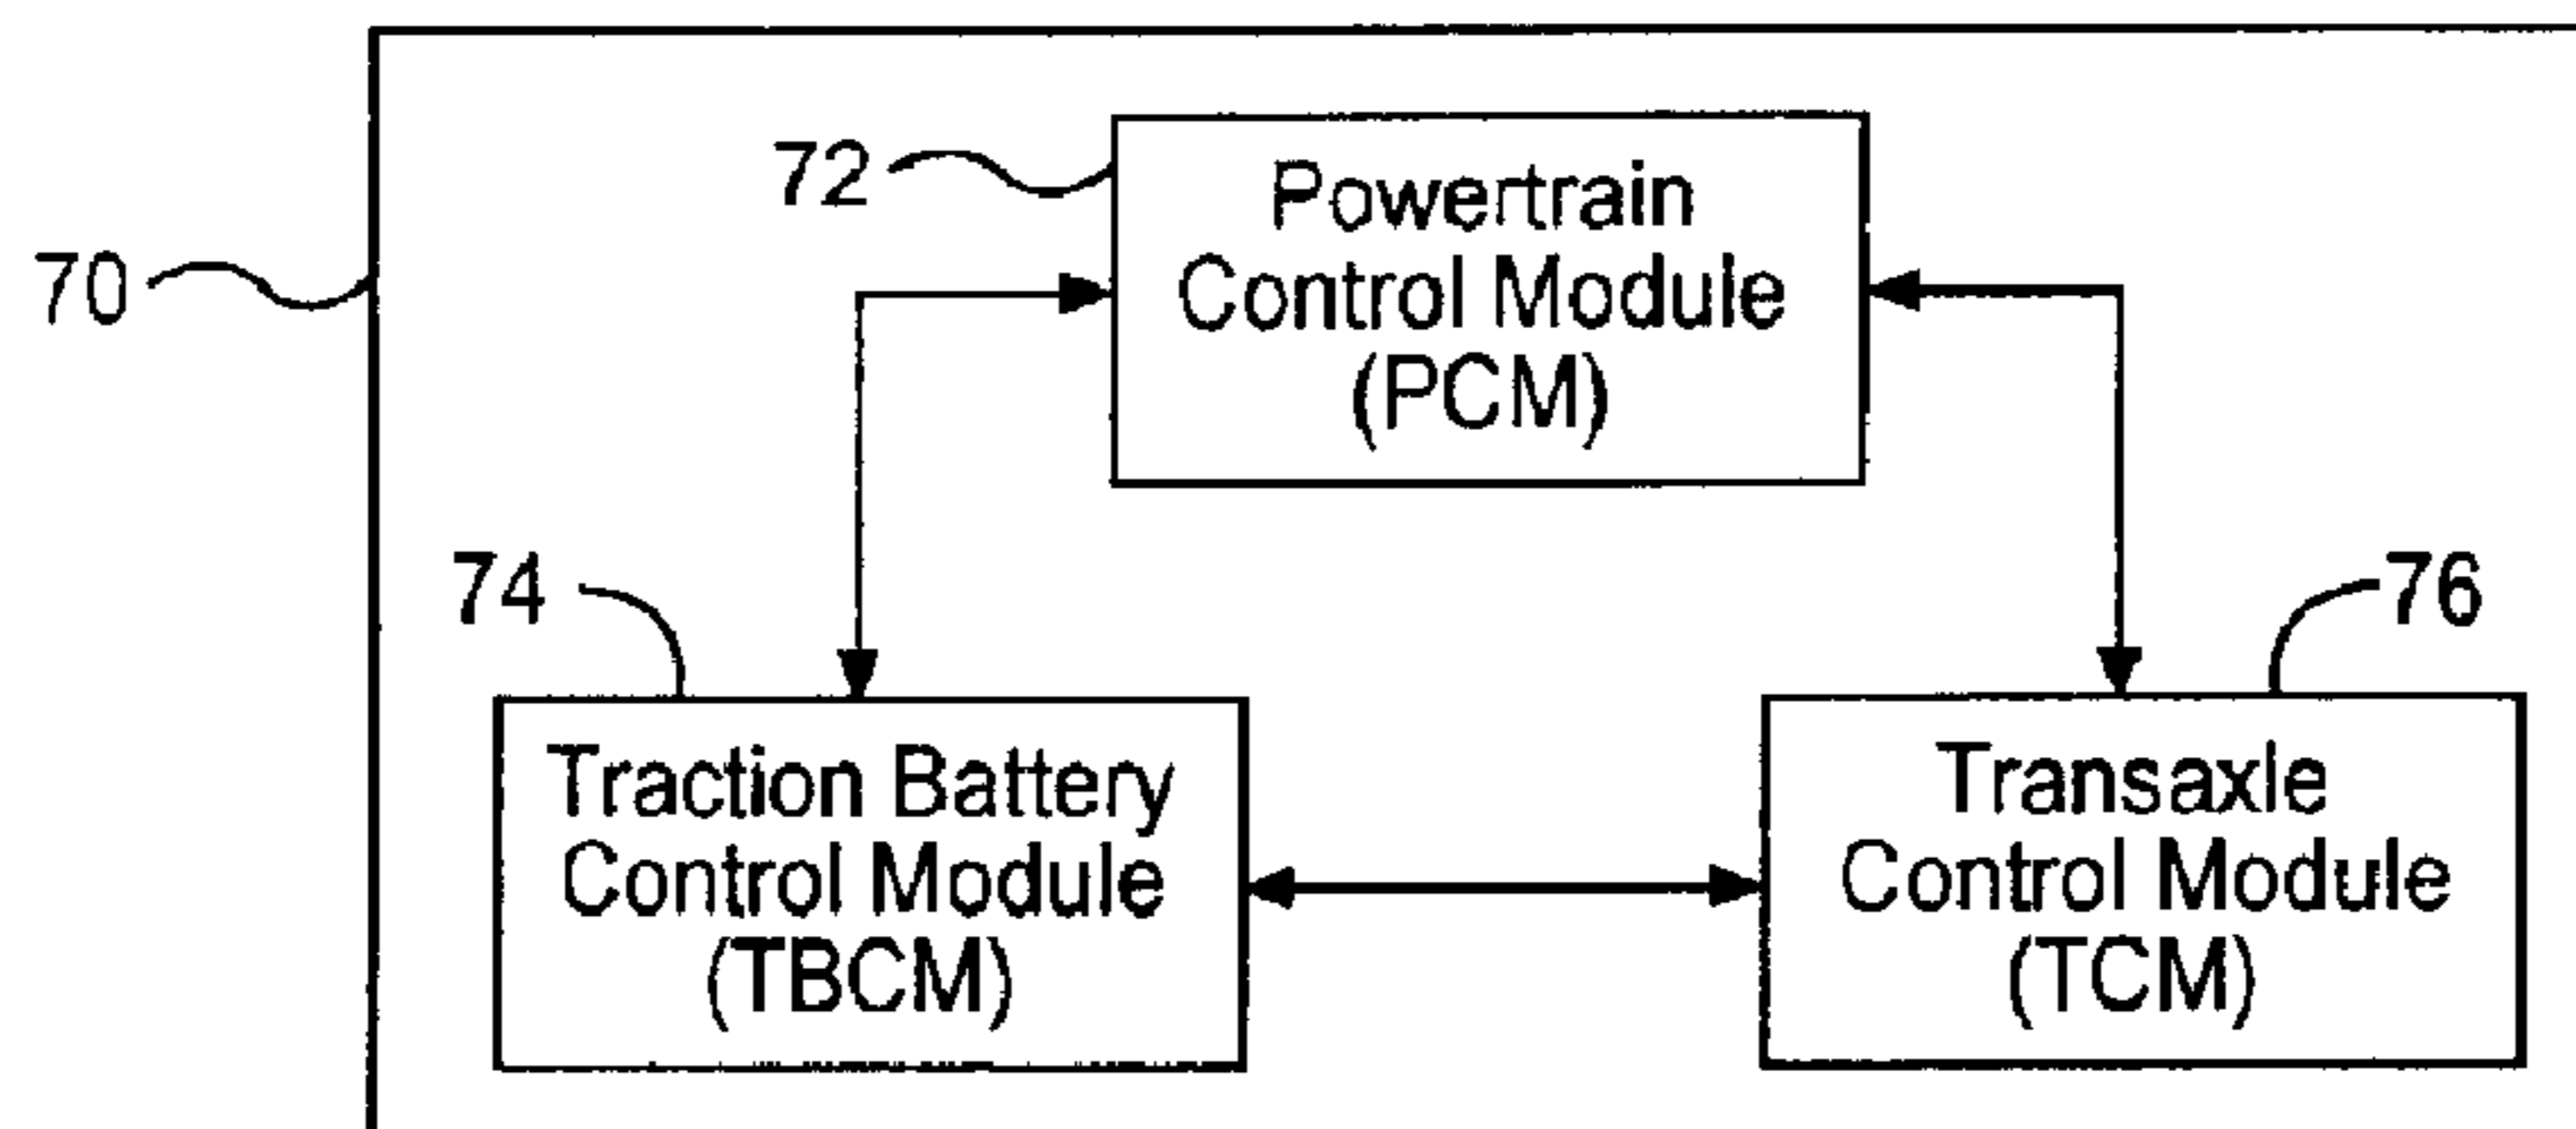 72
Powertrain
Control Module
(PCM)
70
74
Traction Battery
Control Module
(TBCM)
76
Transaxle
Control Module
(TCM)